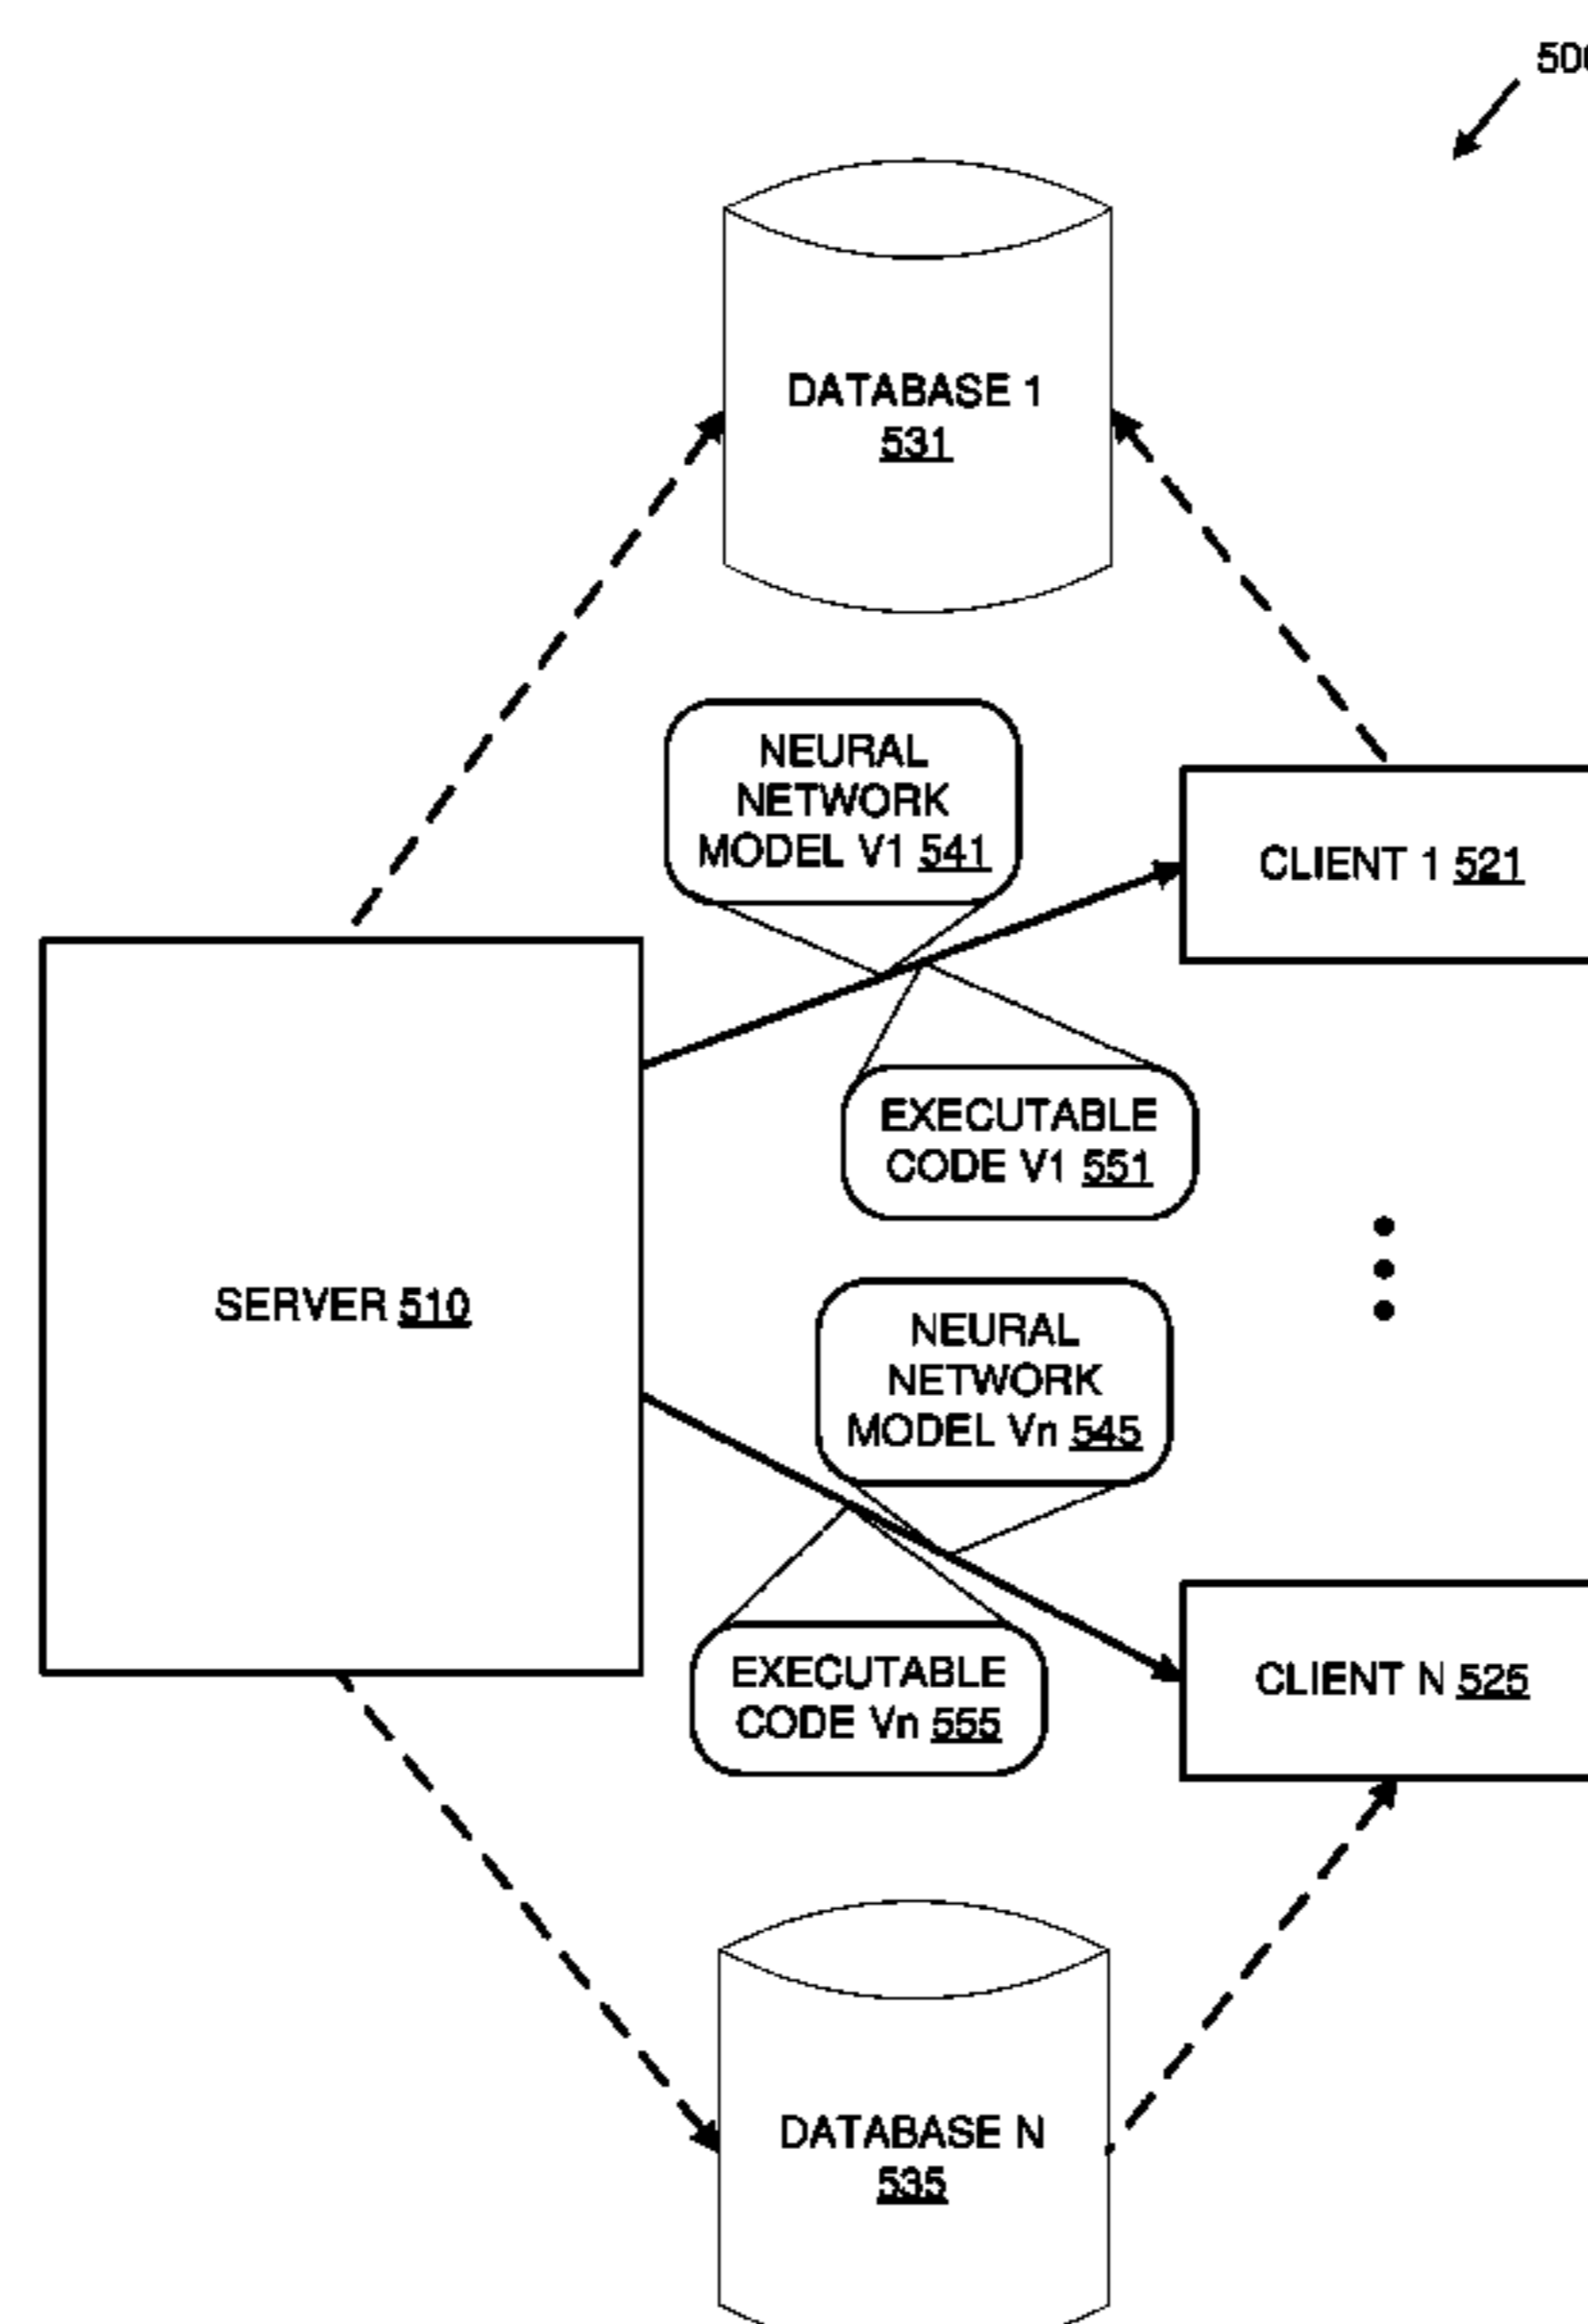 500
DATABASE 1
531
NEURAL
NETWORK
MODEL V1 541
CLIENT 1 521
EXECUTABLE
CODE V1 551
SERVER 510
NEURAL
NETWORK
MODEL Vn 545
EXECUTABLE
CODE Vn 555
CLIENT N 525
DATABASE N
535